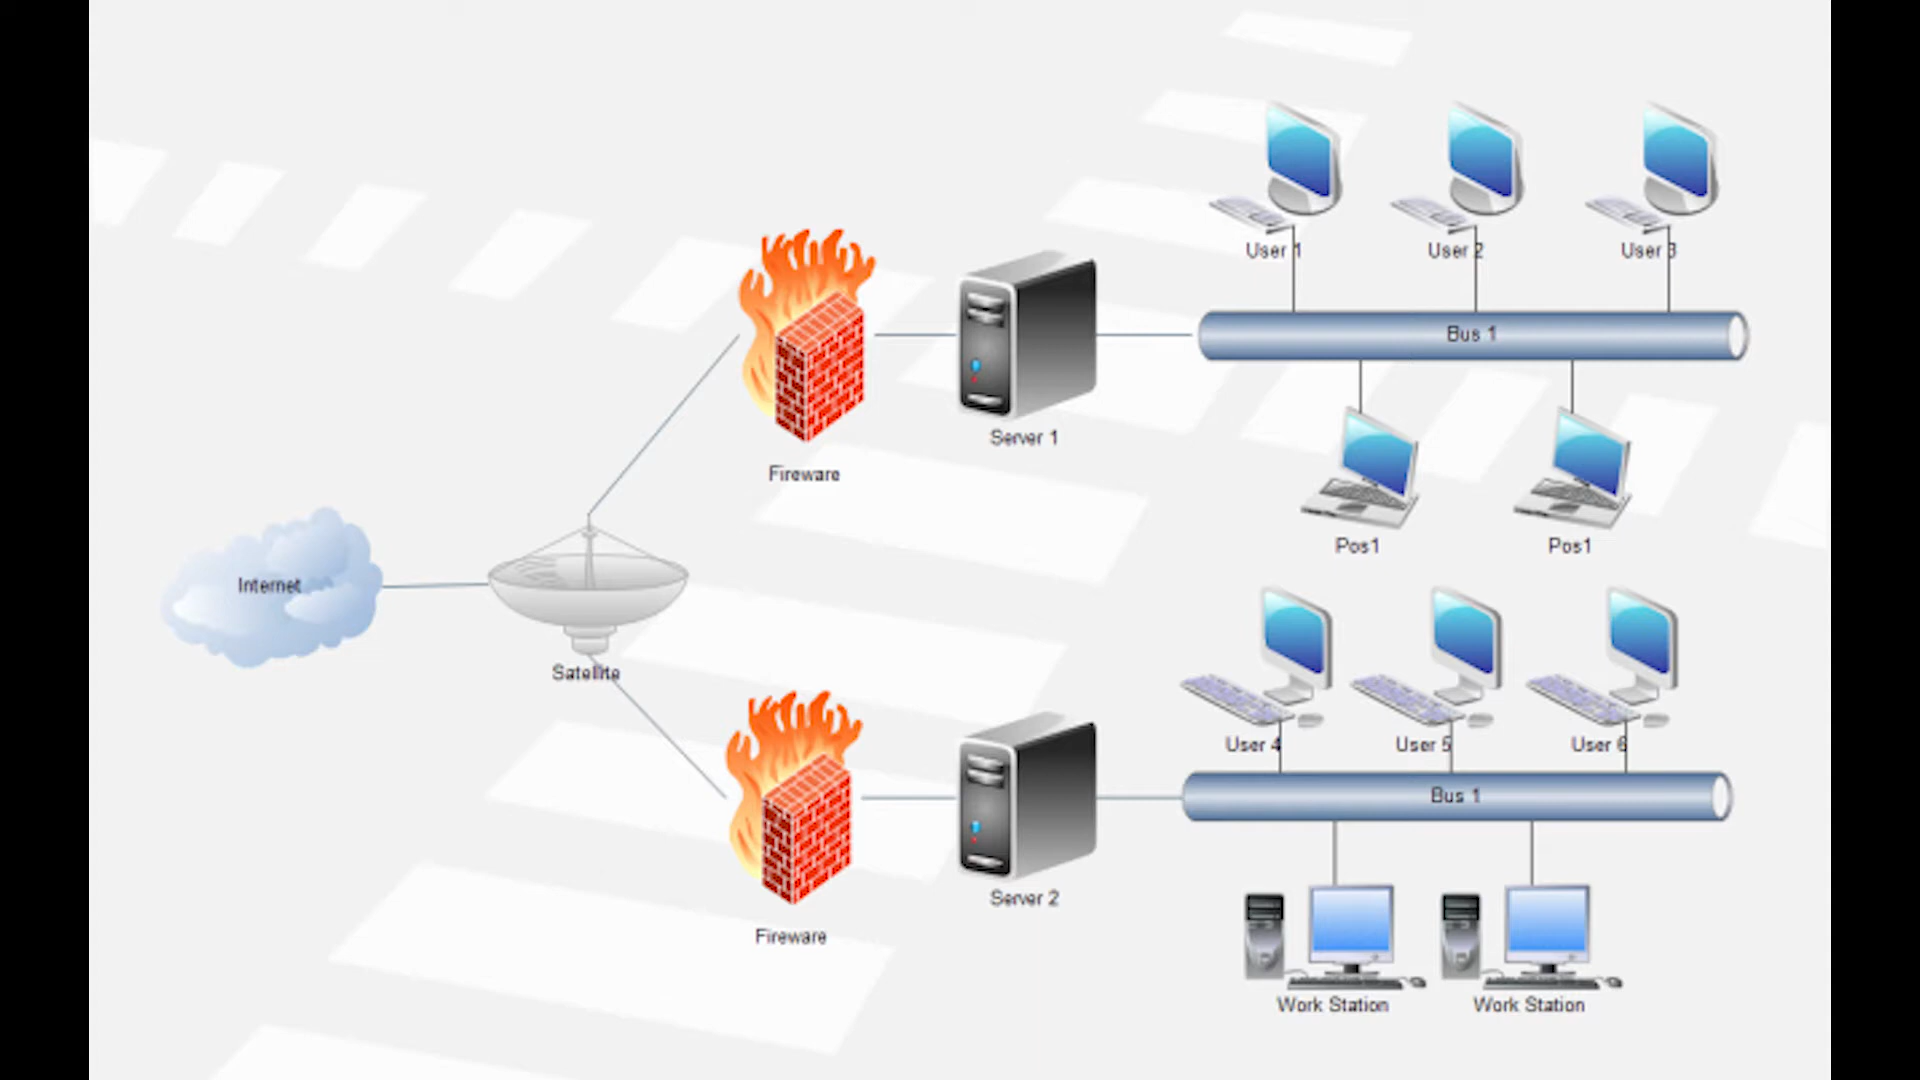 User 1
User 2
User 3
Bus 1
Server 1
Fireware
Pos1
Pos1
Internet
Satellite
User 4
User 5
User 6
Bus 1
Server 2
Fireware
Work Station
Work Station